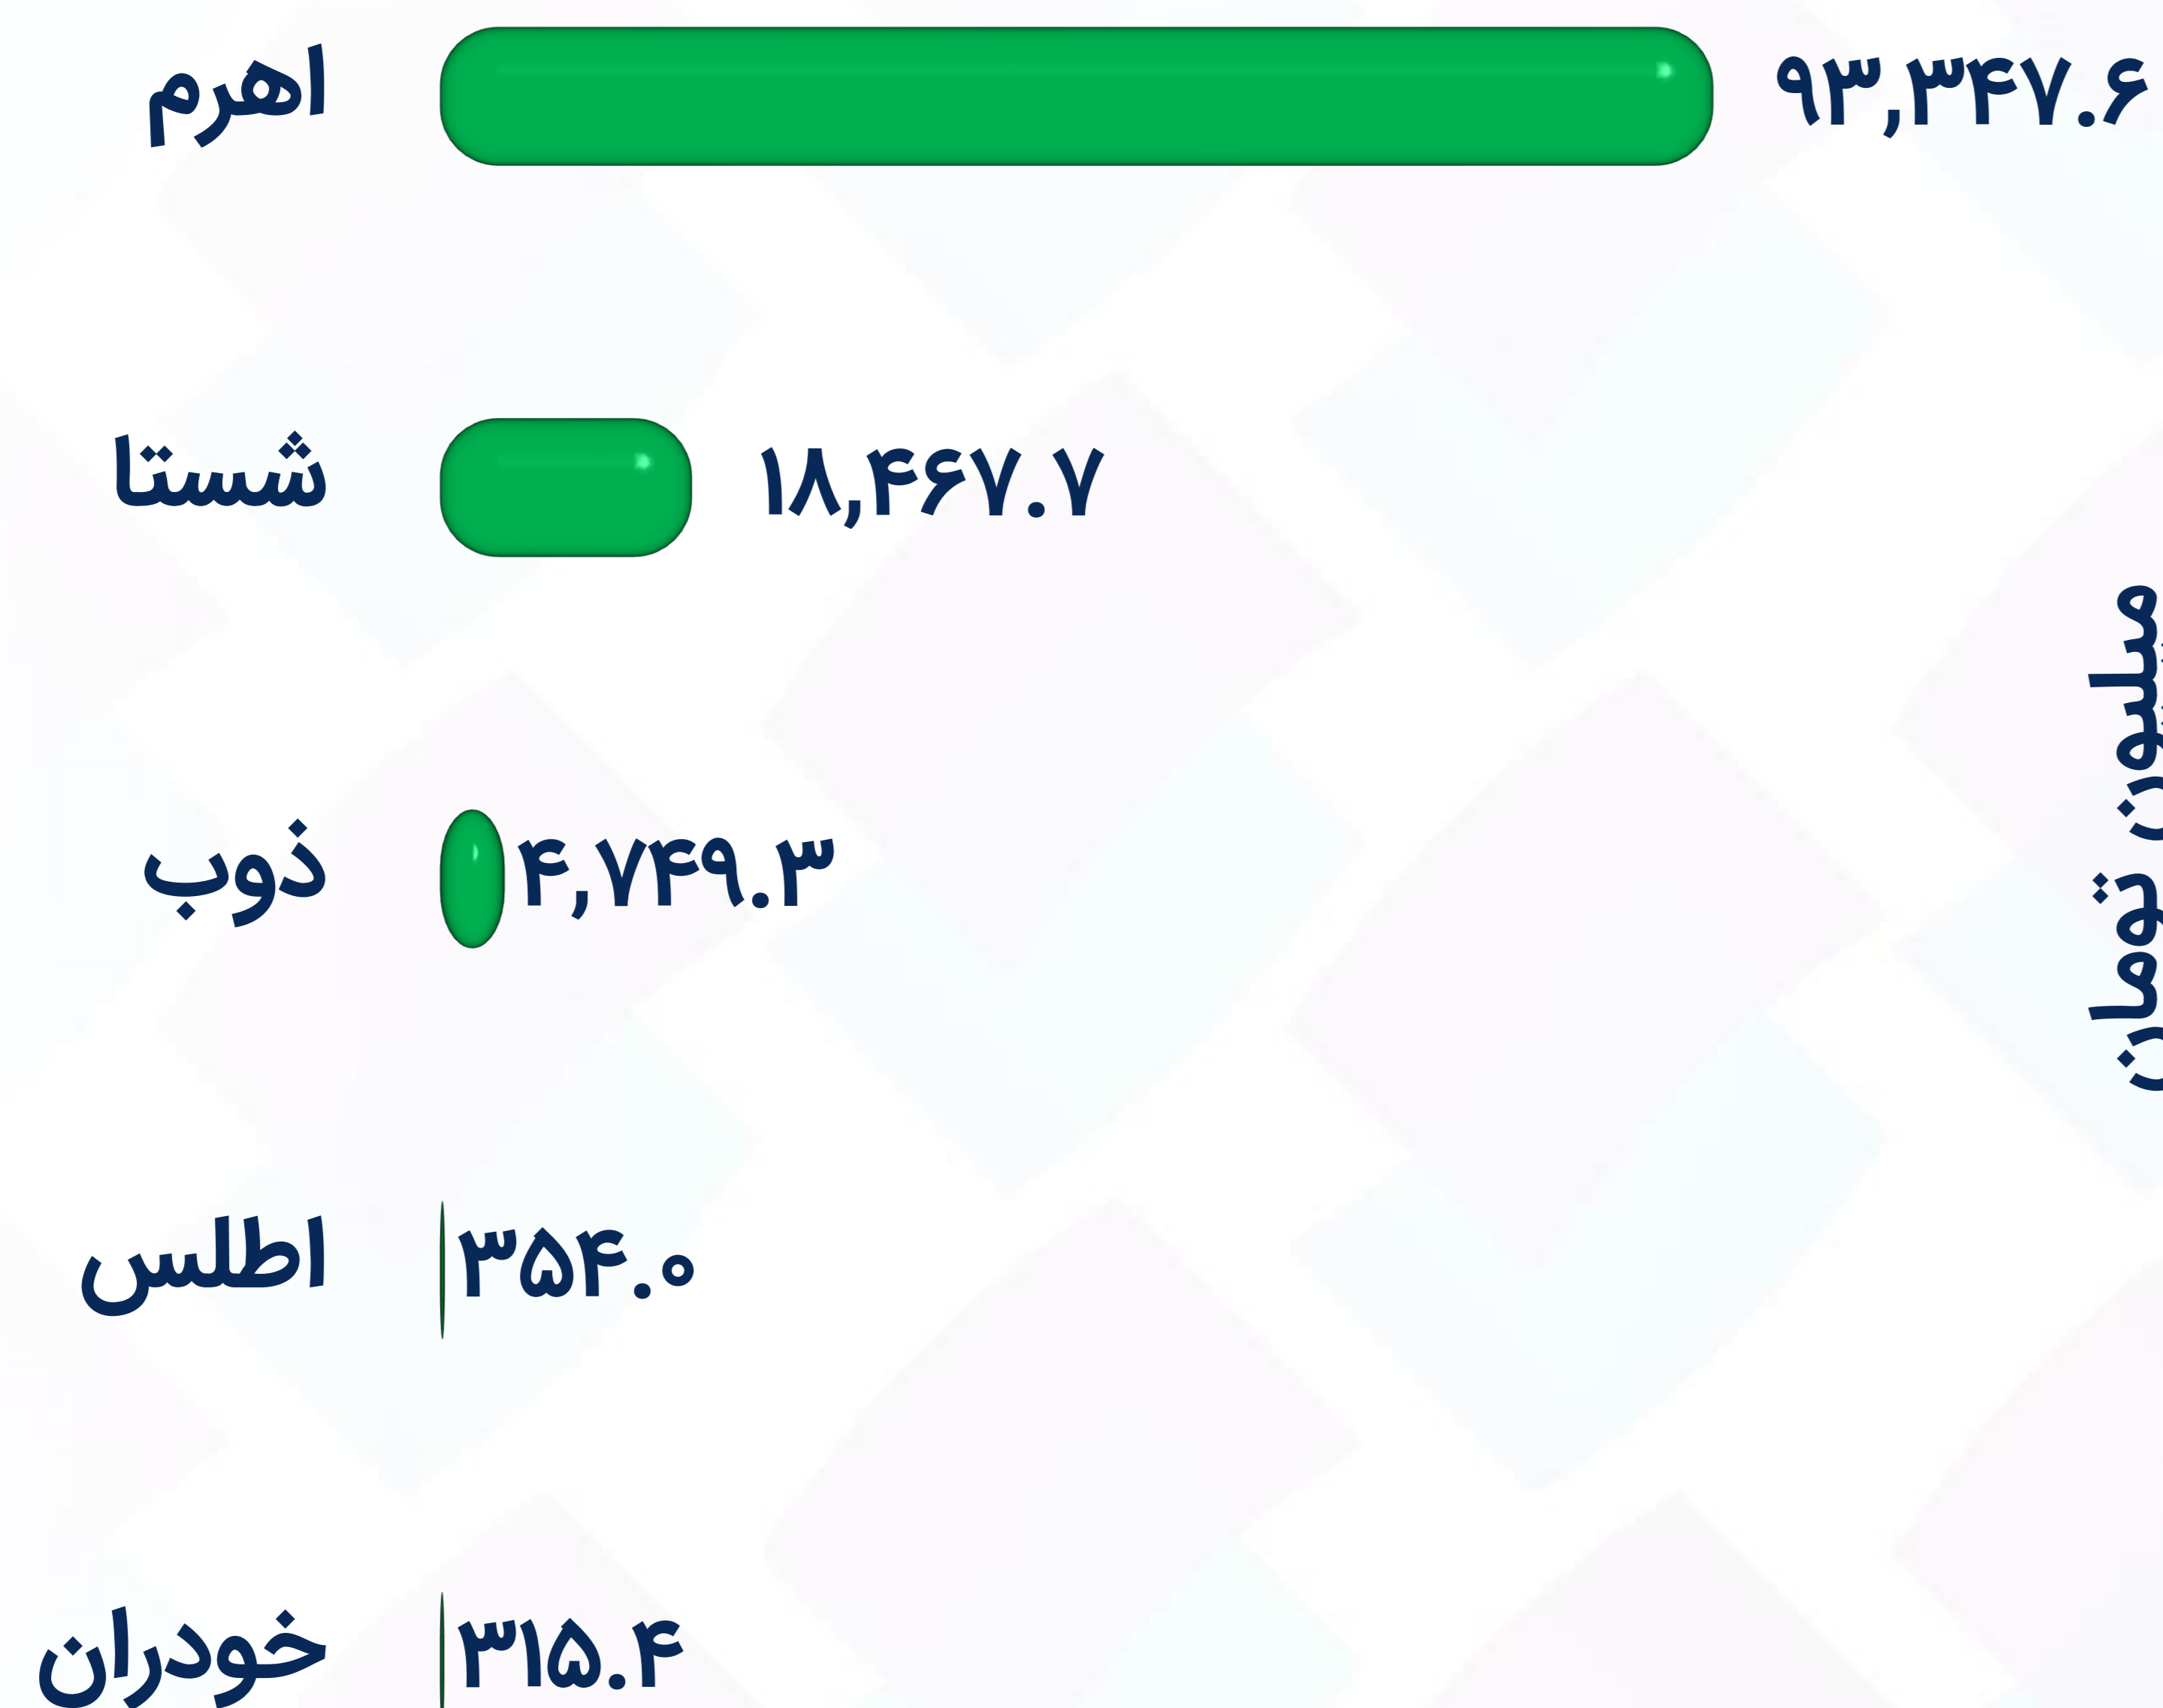 اهرم ۹۳,۳۴۷.۶
شستا ۱۸,۴۶۷.۷
ذوب ۴,۷۴۹.۳
اطلس ۳۵۴.۰
خودران ۳۱۵.۴
میلیون تومان